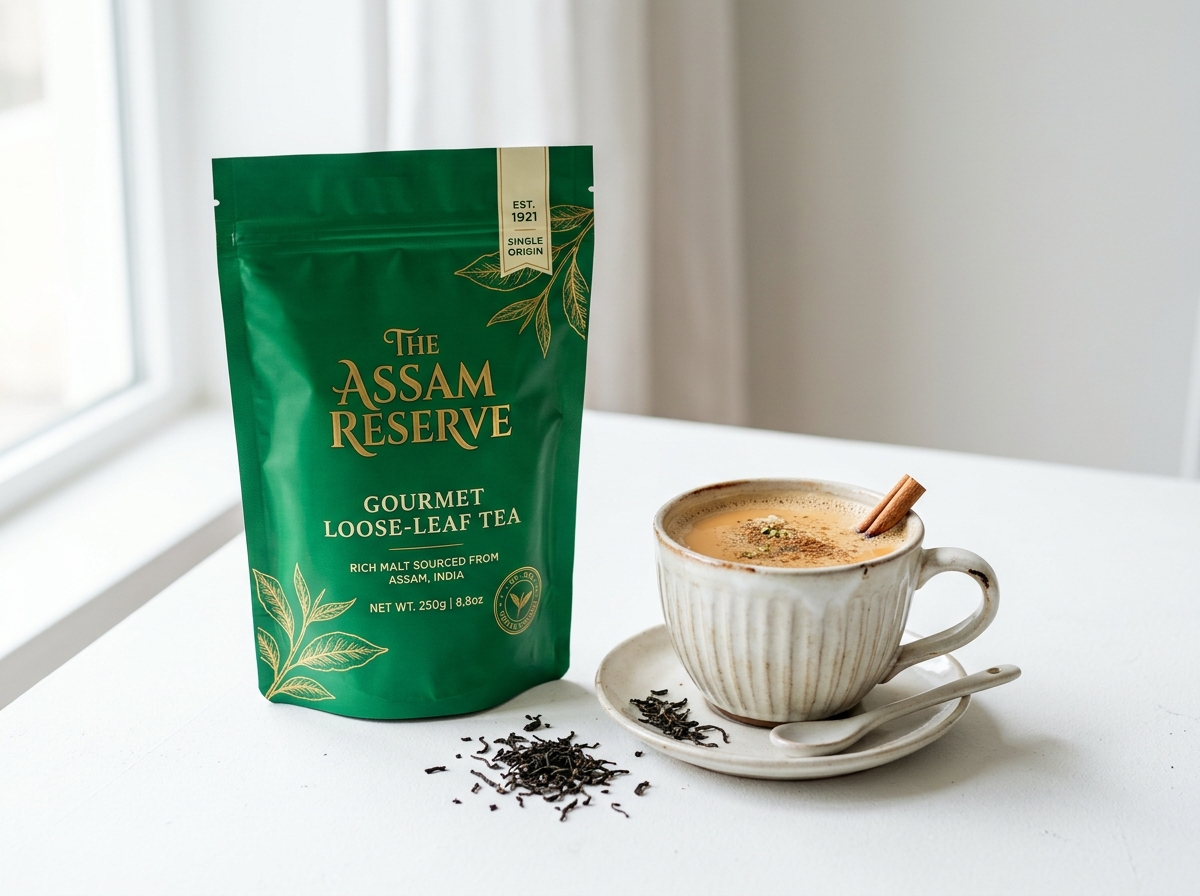 EST.
1921
SINGLE
ORIGIN
THE
ASSAM
RESERVE
GOURMET
LOOSE-LEAF TEA
RICH MALT SOURCED FROM
ASSAM, INDIA
NET WT. 250g | 8.8oz